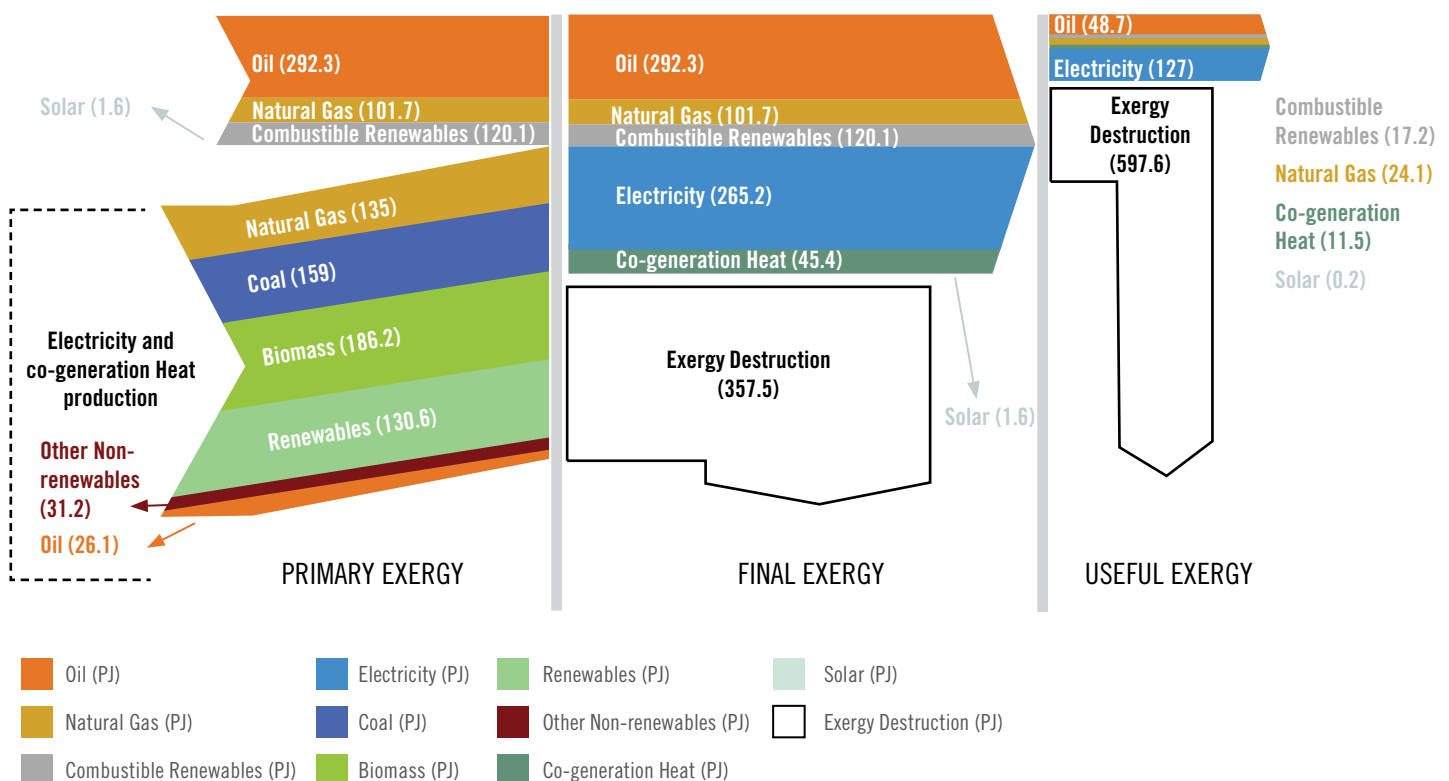 Oil (292.3)
Solar (1.6)
Natural Gas (101.7)
Combustible Renewables (120.1)
Natural Gas (135)
Coal (159)
Biomass (186.2)
Renewables (130.6)
Electricity and
co-generation Heat
production
Other Non-
renewables
(31.2)
Oil (26.1)
PRIMARY EXERGY
Oil (292.3)
Natural Gas (101.7)
Combustible Renewables (120.1)
Electricity (265.2)
Co-generation Heat (45.4)
Exergy Destruction
(357.5)
Solar (1.6)
FINAL EXERGY
Oil (48.7)
Electricity (127)
Exergy
Destruction
(597.6)
Combustible
Renewables (17.2)
Natural Gas (24.1)
Co-generation
Heat (11.5)
Solar (0.2)
USEFUL EXERGY
Oil (PJ)
Electricity (PJ)
Renewables (PJ)
Solar (PJ)
Natural Gas (PJ)
Coal (PJ)
Other Non-renewables (PJ)
Exergy Destruction (PJ)
Combustible Renewables (PJ)
Biomass (PJ)
Co-generation Heat (PJ)